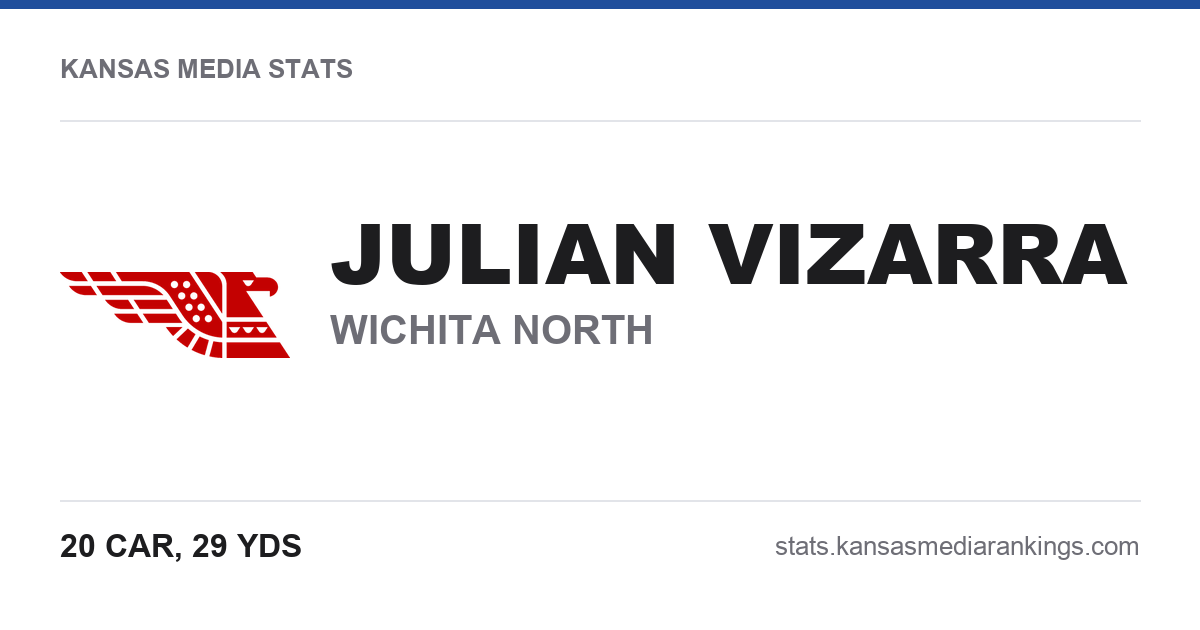 KANSAS MEDIA STATS
JULIAN VIZARRA
WICHITA NORTH
20 CAR, 29 YDS
stats.kansasmediarankings.com